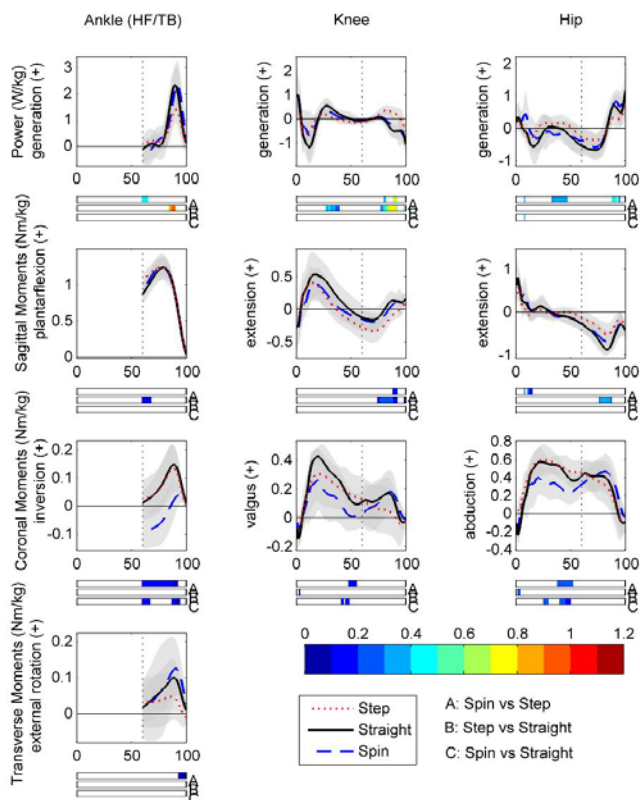 Ankle (HF/TB) Knee Hip
Power (W/kg)
generation (+)
3
2
1
0
0 50 100
generation (+)
2
1
0
-1
0 50 100
generation (+)
1
0
-1
0 50 100
A
B
C
A
B
C
A
B
C
Sagittal Moments (Nm/kg)
plantarflexion (+)
1
0.5
0
0 50 100
extension (+)
0.5
0
-0.5
0 50 100
extension (+)
1
0
-1
0 50 100
A
B
C
A
B
C
A
B
C
Coronal Moments (Nm/kg)
inversion (+)
0.2
0.1
0
-0.1
0 50 100
valgus (+)
0.6
0.4
0.2
0
-0.2
0 50 100
abduction (+)
0.8
0.6
0.4
0.2
0
-0.2
-0.4
0 50 100
A
B
C
A
B
C
A
B
C
Transverse Moments (Nm/kg)
external rotation (+)
0.2
0.1
0
0 50 100
A
B
C
0 0.2 0.4 0.6 0.8 1 1.2
Step
Straight
Spin
A: Spin vs Step
B: Step vs Straight
C: Spin vs Straight